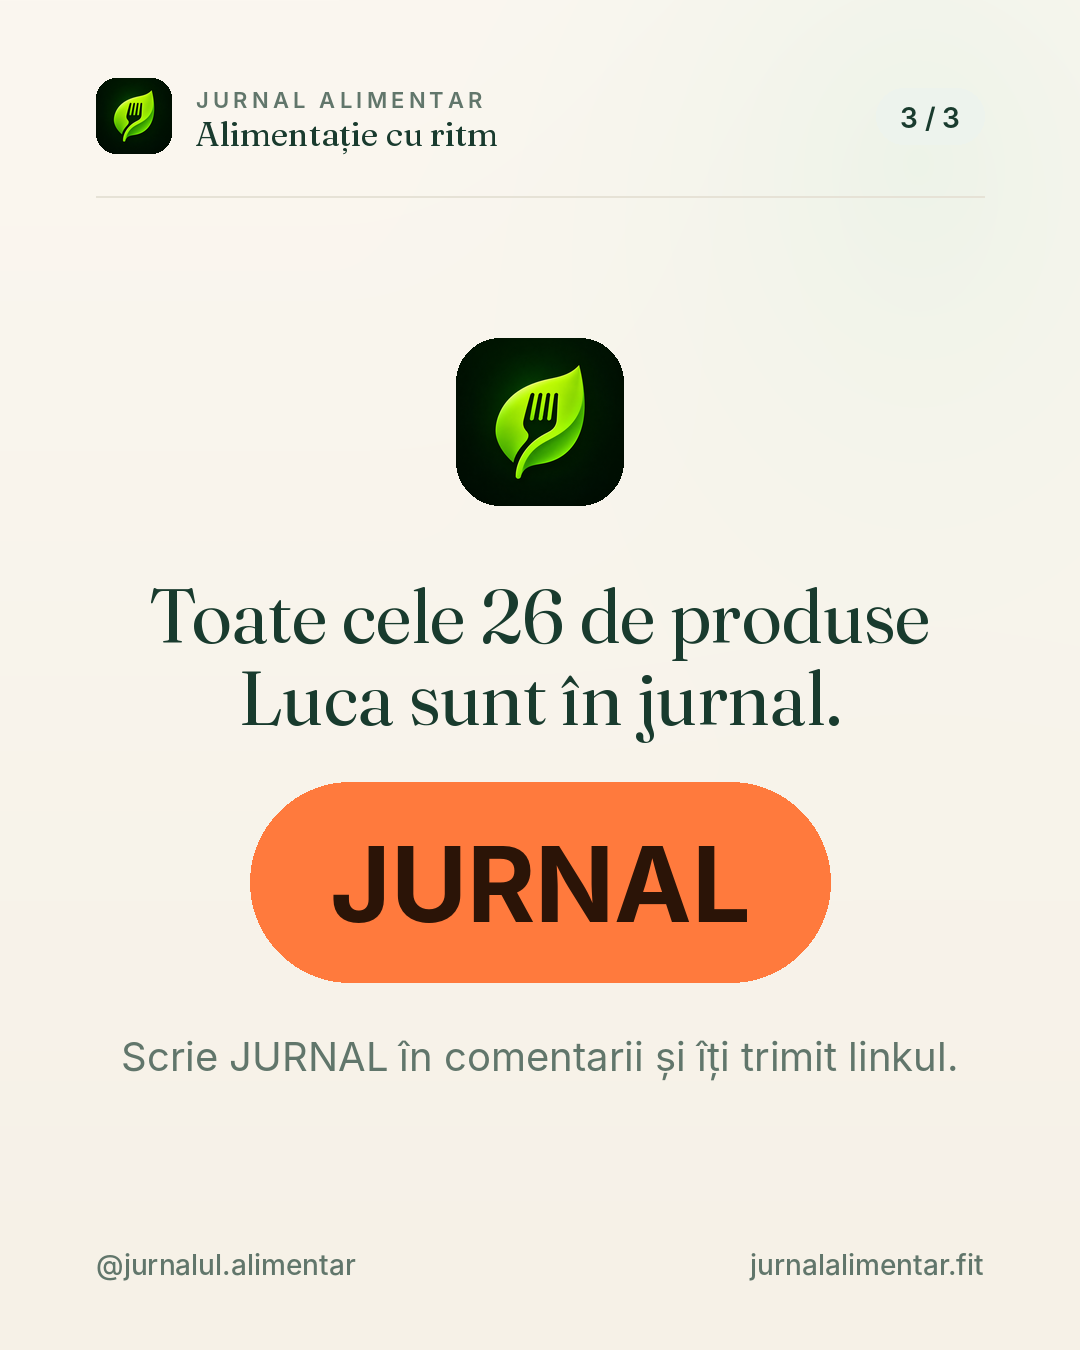 JURNAL ALIMENTAR
Alimentație cu ritm
3 / 3
Toate cele 26 de produse
Luca sunt în jurnal.
JURNAL
Scrie JURNAL în comentarii și îți trimit linkul.
@jurnalul.alimentar
jurnalalimentar.fit